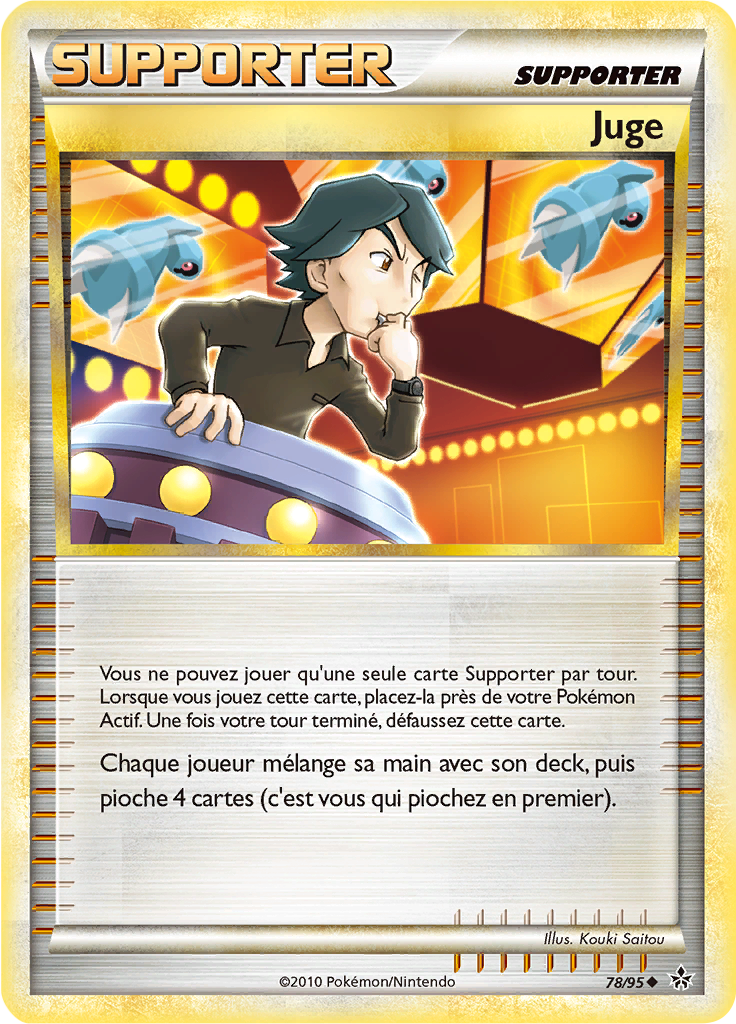 SUPPORTER
SUPPORTER
Juge
Vous ne pouvez jouer qu'une seule carte Supporter par tour.
Lorsque vous jouez cette carte, placez-la près de votre Pokémon
Actif. Une fois votre tour terminé, défaussez cette carte.
Chaque joueur mélange sa main avec son deck, puis
pioche 4 cartes (c'est vous qui piochez en premier).
Illus. Kouki Saitou
©2010 Pokémon/Nintendo
78/95